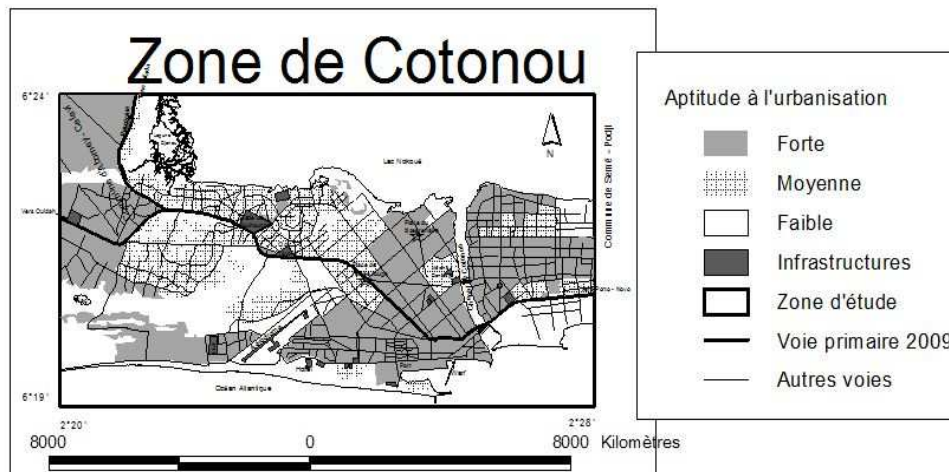 Zone de Cotonou
6°24'
Lac Nokoué
N
Vers Ouidah
Commune de Sèmè - Podji
Océan Atlantique
Port
6°19'
2°20'
2°28'
8000 0 8000 Kilomètres
Aptitude à l'urbanisation
Forte
Moyenne
Faible
Infrastructures
Zone d'étude
Voie primaire 2009
Autres voies